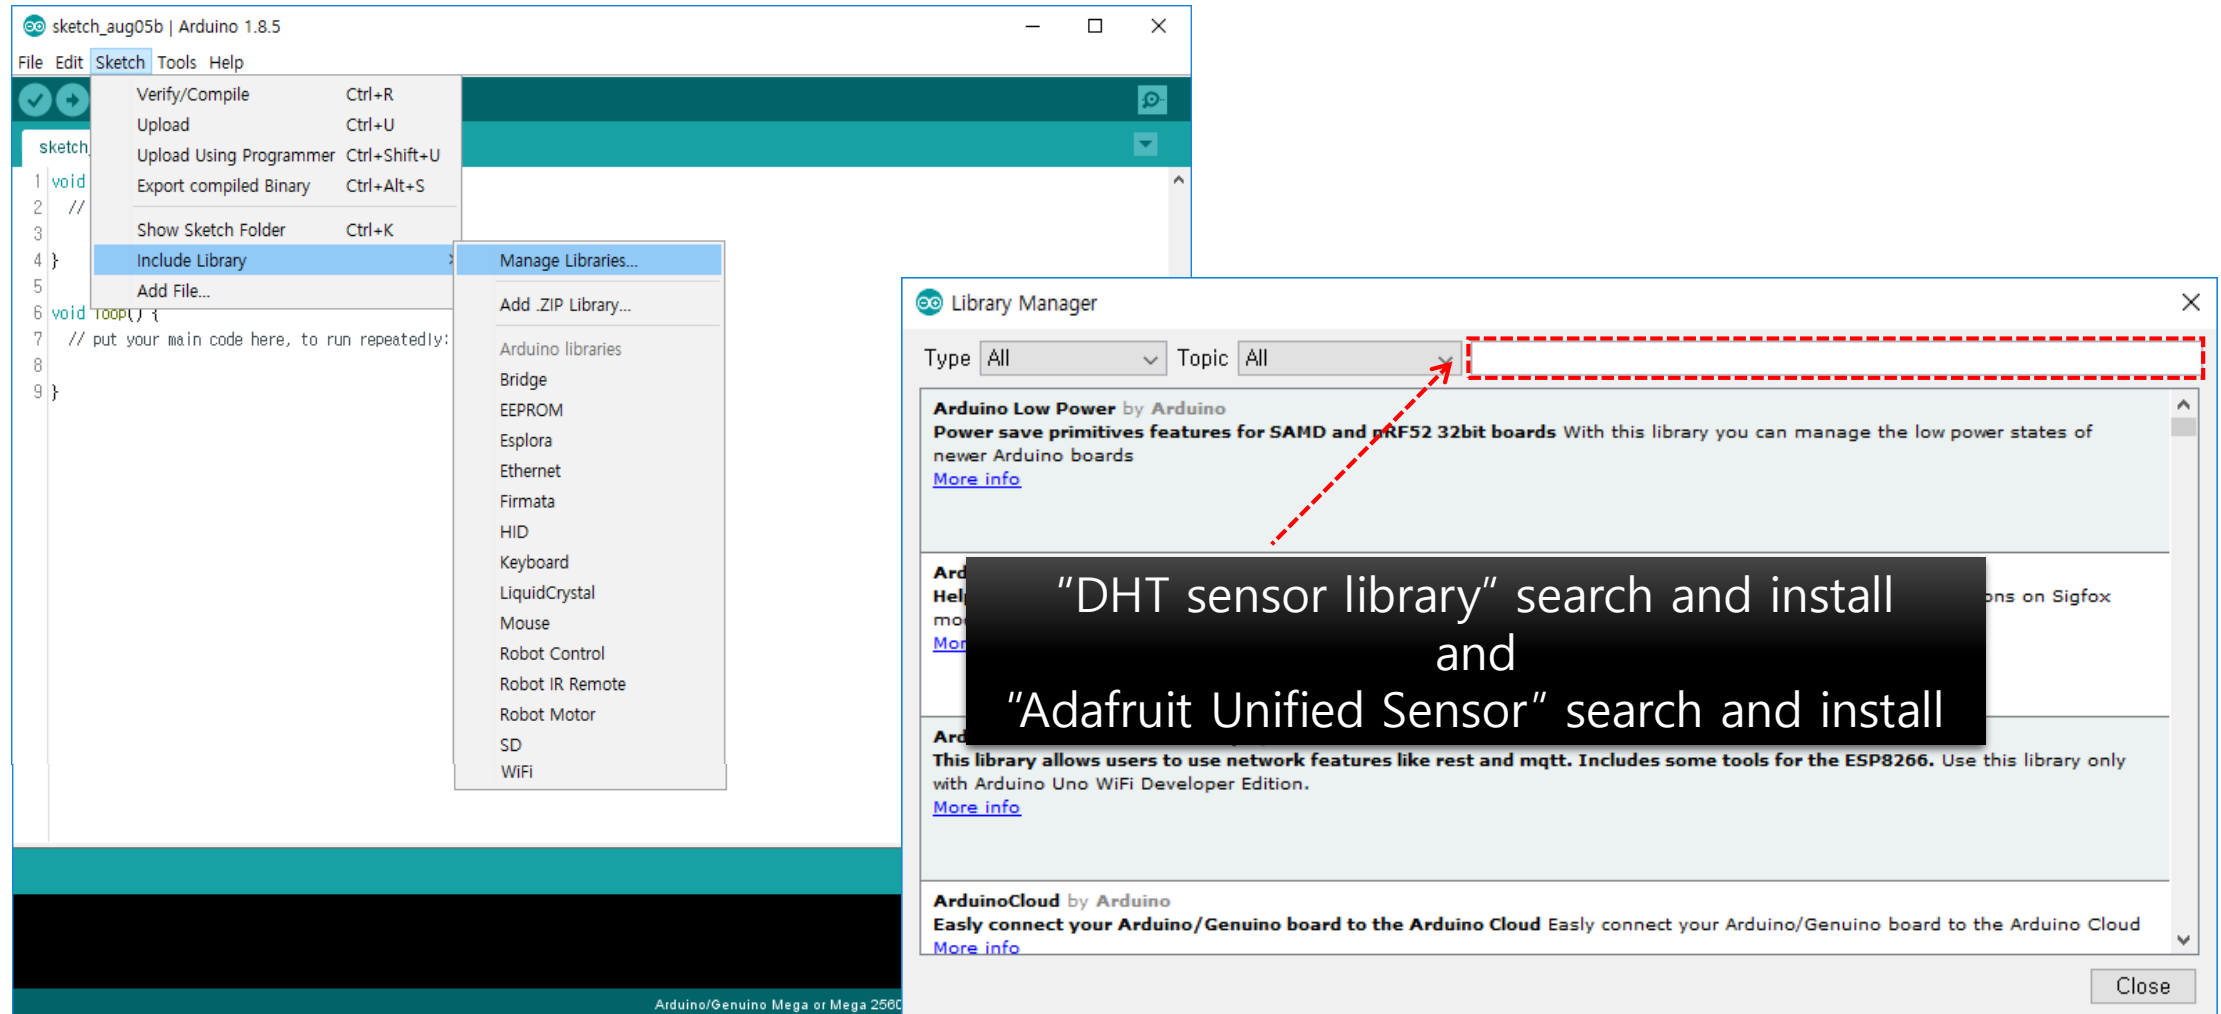 sketch_aug05b | Arduino 1.8.5
File Edit Sketch Tools Help
Verify/Compile Ctrl+R
Upload Ctrl+U
Upload Using Programmer Ctrl+Shift+U
Export compiled Binary Ctrl+Alt+S
Show Sketch Folder Ctrl+K
Include Library
Add File...
sketch_
1 void
2 //
3
4 }
5
6 void loop() {
7 // put your main code here, to run repeatedly:
8
9 }
Manage Libraries...
Add .ZIP Library...
Arduino libraries
Bridge
EEPROM
Esplora
Ethernet
Firmata
HID
Keyboard
LiquidCrystal
Mouse
Robot Control
Robot IR Remote
Robot Motor
SD
WiFi
Arduino/Genuino Mega or Mega 2560
Library Manager
Type All Topic All
Arduino Low Power by Arduino
Power save primitives features for SAMD and nRF52 32bit boards With this library you can manage the low power states of
newer Arduino boards
More info
"DHT sensor library" search and install
and
"Adafruit Unified Sensor" search and install
ons on Sigfox
This library allows users to use network features like rest and mqtt. Includes some tools for the ESP8266. Use this library only
with Arduino Uno WiFi Developer Edition.
More info
ArduinoCloud by Arduino
Easly connect your Arduino/Genuino board to the Arduino Cloud Easly connect your Arduino/Genuino board to the Arduino Cloud
More info
Close